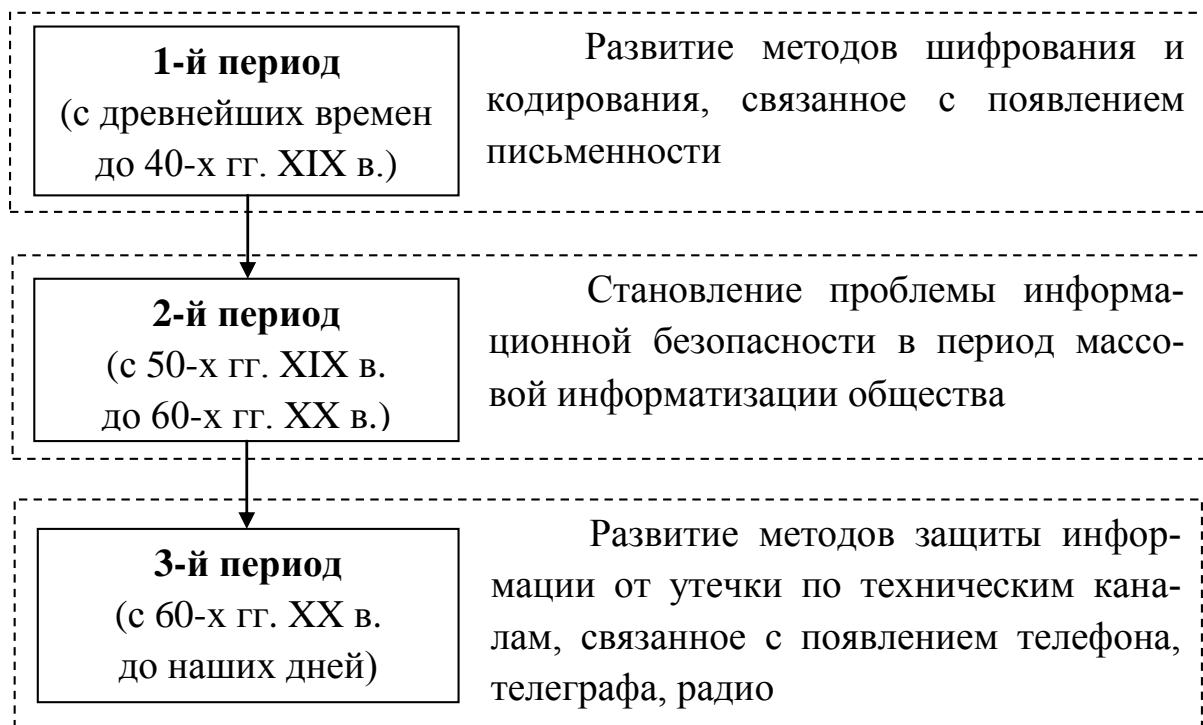 1-й период
(с древнейших времен
до 40-х гг. XIX в.)
Развитие методов шифрования и
кодирования, связанное с появлением
письменности
2-й период
(с 50-х гг. XIX в.
до 60-х гг. XX в.)
Становление проблемы информа-
ционной безопасности в период массо-
вой информатизации общества
3-й период
(с 60-х гг. XX в.
до наших дней)
Развитие методов защиты инфор-
мации от утечки по техническим кана-
лам, связанное с появлением телефона,
телеграфа, радио